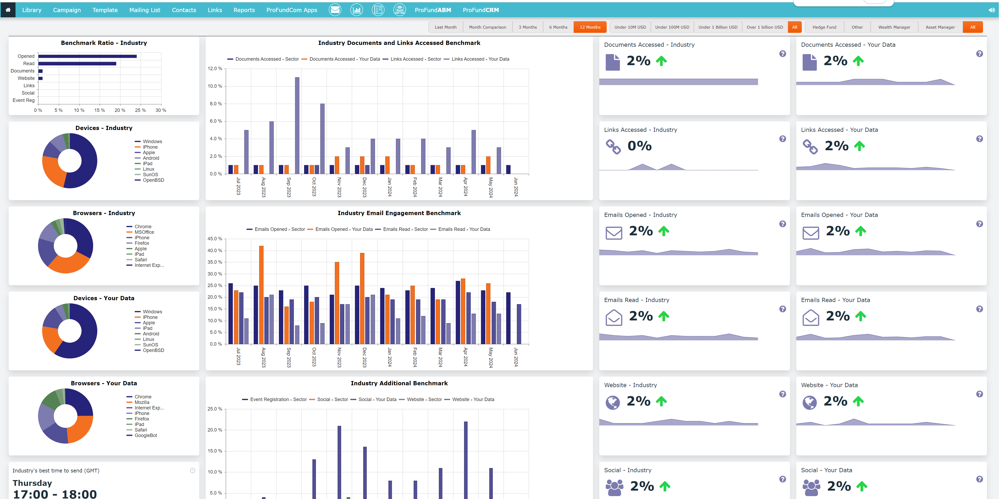 Library Campaign Template Mailing List Contacts Links Reports ProFundCom Apps ProFundABM ProFundCRM
Last Month Month Comparison 3 Months 6 Months 12 Months Under 10M USD Under 100M USD Under 1 Billion USD Over 1 billion USD All Hedge Fund Other Wealth Manager Asset Manager All
Benchmark Ratio - Industry
Opened
Read
Documents
Website
Links
Social
Event Reg
0 % 5 % 10 % 15 % 20 % 25 % 30 %
Devices - Industry
Windows
iPhone
Apple
Android
iPad
Linux
SunOS
OpenBSD
Browsers - Industry
Chrome
MSOffice
iPhone
Firefox
Apple
iPad
Safari
Internet Exp...
Devices - Your Data
Windows
iPhone
Apple
iPad
Android
Linux
SunOS
OpenBSD
Browsers - Your Data
Chrome
Mozilla
Internet Exp...
iPhone
Firefox
iPad
Safari
GoogleBot
Industry's best time to send (GMT)
Thursday
17:00 - 18:00
Industry Documents and Links Accessed Benchmark
Documents Accessed - Sector Documents Accessed - Your Data Links Accessed - Sector Links Accessed - Your Data
12.0 %
10.0 %
8.0 %
6.0 %
4.0 %
2.0 %
0.0 %
Jul 2023 Aug 2023 Sep 2023 Oct 2023 Nov 2023 Dec 2023 Jan 2024 Feb 2024 Mar 2024 Apr 2024 May 2024 Jun 2024
Industry Email Engagement Benchmark
Emails Opened - Sector Emails Opened - Your Data Emails Read - Sector Emails Read - Your Data
45.0 %
40.0 %
35.0 %
30.0 %
25.0 %
20.0 %
15.0 %
10.0 %
5.0 %
0.0 %
Jul 2023 Aug 2023 Sep 2023 Oct 2023 Nov 2023 Dec 2023 Jan 2024 Feb 2024 Mar 2024 Apr 2024 May 2024 Jun 2024
Industry Additional Benchmark
Event Registration - Sector Social - Sector Social - Your Data Website - Sector Website - Your Data
25.0 %
20.0 %
15.0 %
10.0 %
5.0 %
Documents Accessed - Industry
?
2%
Documents Accessed - Your Data
?
2%
Links Accessed - Industry
?
0%
Links Accessed - Your Data
?
2%
Emails Opened - Industry
?
2%
Emails Opened - Your Data
?
2%
Emails Read - Industry
?
2%
Emails Read - Your Data
?
2%
Website - Industry
?
2%
Website - Your Data
?
2%
Social - Industry
?
2%
Social - Your Data
?
2%